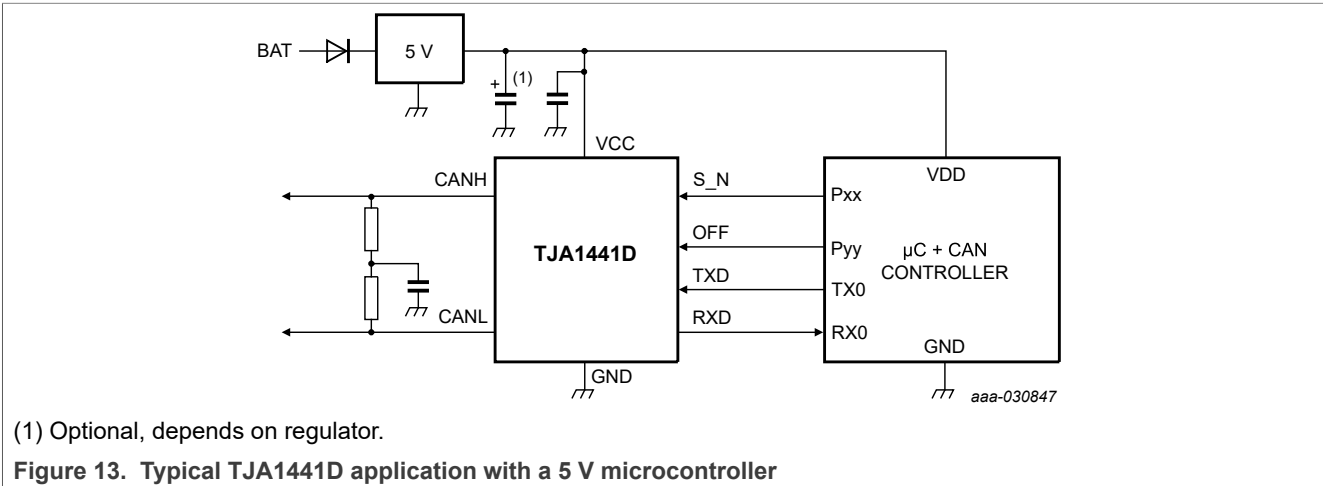 BAT
5 V
+
(1)
VCC
VDD
CANH
S_N
Pxx
OFF
Pyy
TJA1441D
µC + CAN
CONTROLLER
TXD
TX0
CANL
RXD
RX0
GND
GND
aaa-030847
(1) Optional, depends on regulator.
Figure 13. Typical TJA1441D application with a 5 V microcontroller